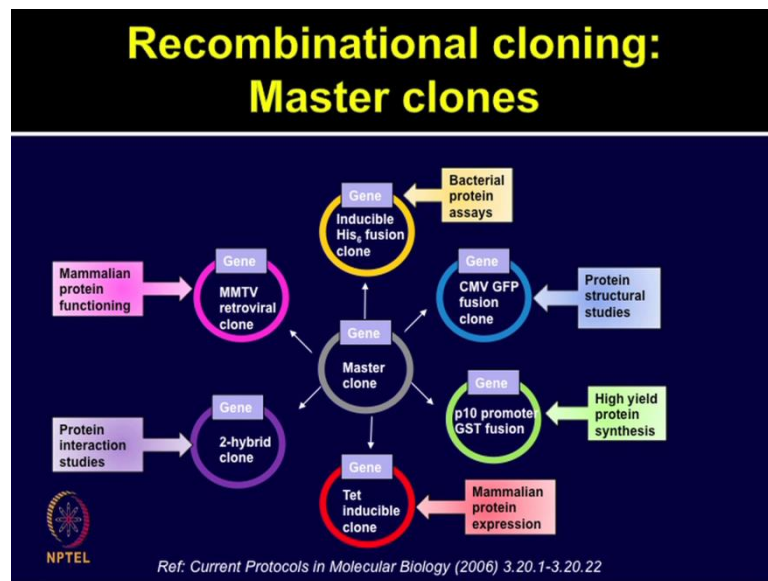 Recombinational cloning:
Master clones
Gene
Inducible
His₆ fusion
clone
Bacterial
protein
assays
Mammalian
protein
functioning
Gene
MMTV
retroviral
clone
Gene
CMV GFP
fusion
clone
Protein
structural
studies
Gene
Master
clone
Protein
interaction
studies
Gene
2-hybrid
clone
Gene
p10 promoter
GST fusion
High yield
protein
synthesis
Gene
Tet
inducible
clone
Mammalian
protein
expression
NPTEL
Ref: Current Protocols in Molecular Biology (2006) 3.20.1-3.20.22